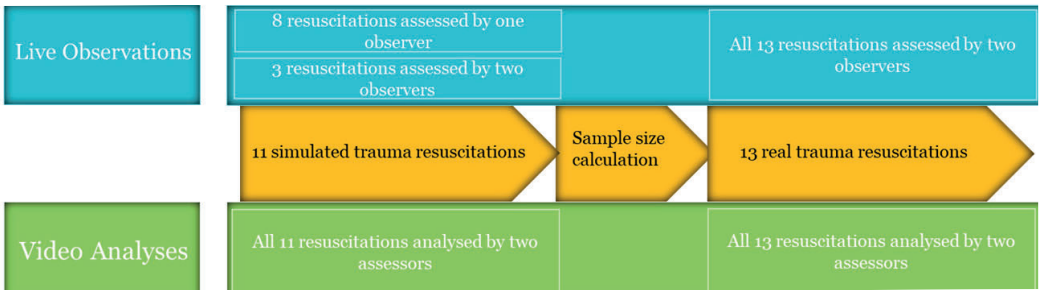 Live Observations
8 resuscitations assessed by one
observer
3 resuscitations assessed by two
observers
All 13 resuscitations assessed by two
observers
11 simulated trauma resuscitations
Sample size
calculation
13 real trauma resuscitations
Video Analyses
All 11 resuscitations analysed by two
assessors
All 13 resuscitations analysed by two
assessors